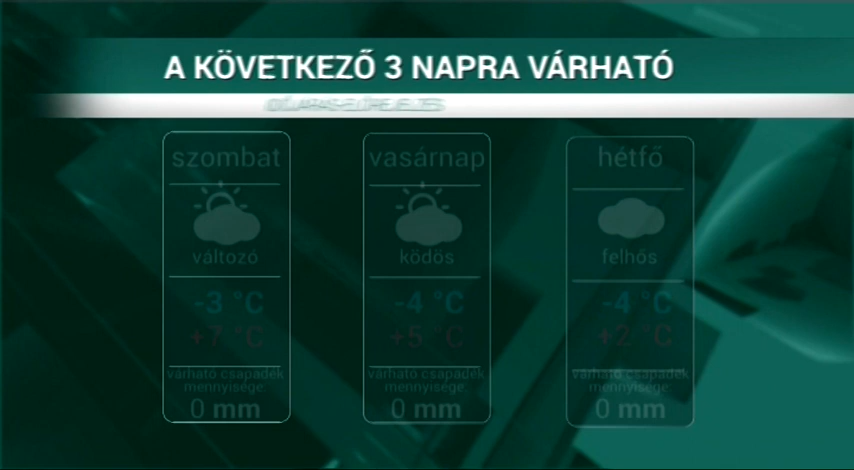 A KÖVETKEZŐ 3 NAPRA VÁRHATÓ
szombat
változó
-3 °C
+7 °C
várható csapadék
mennyisége:
0 mm
vasárnap
ködös
-4 °C
+5 °C
várható csapadék
mennyisége:
0 mm
hétfő
felhős
-4 °C
+2 °C
várható csapadék
mennyisége:
0 mm